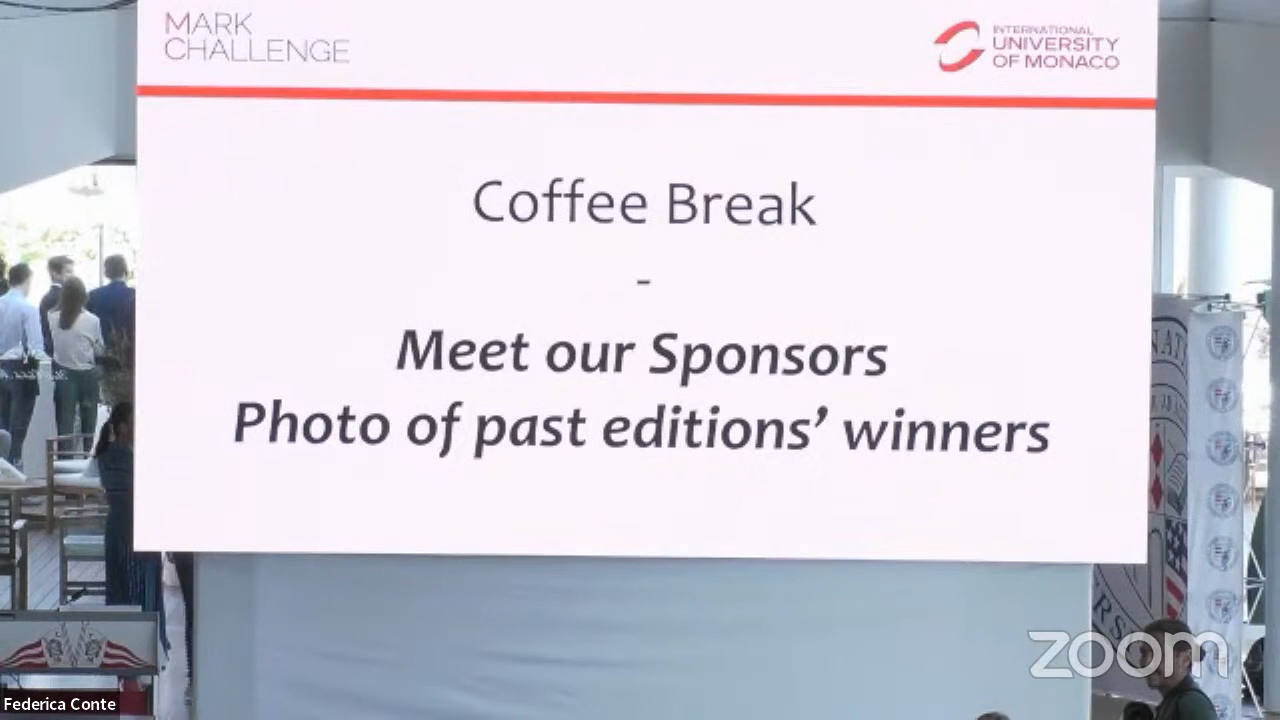 MARK
CHALLENGE
INTERNATIONAL
UNIVERSITY
OF MONACO
Coffee Break
-
Meet our Sponsors
Photo of past editions' winners
zoom
Federica Conte